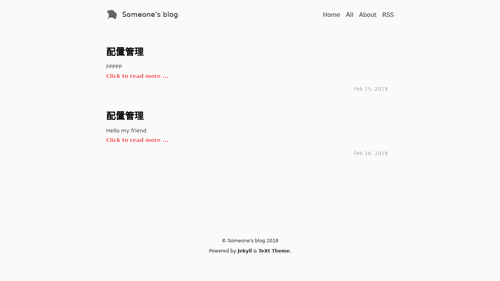 Someone's blog
Home All About RSS
配置管理
PPPPP
Click to read more ...
Feb 15, 2018
配置管理
Hello my friend
Click to read more ...
Feb 10, 2018
© Someone's blog 2018
Powered by Jekyll & TeXt Theme.